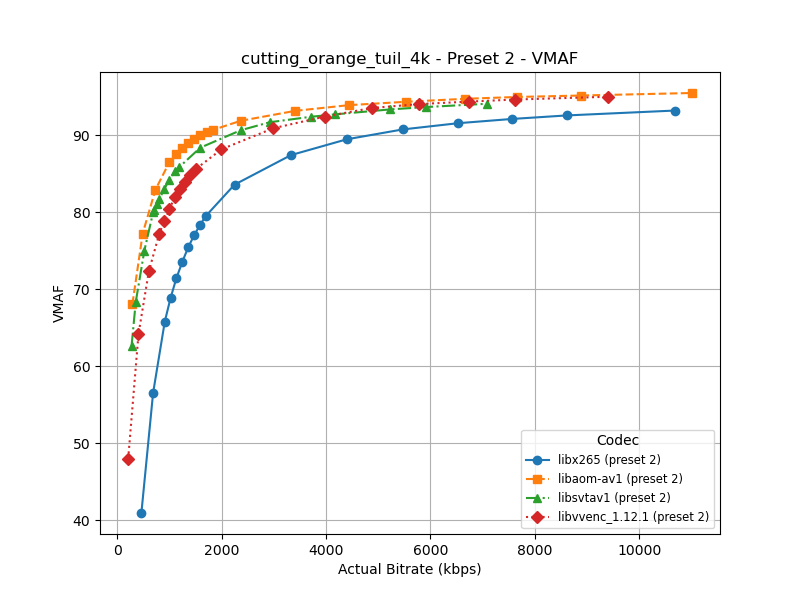 cutting_orange_tuil_4k - Preset 2 - VMAF
90
80
70
60
50
40
VMAF
0 2000 4000 6000 8000 10000
Actual Bitrate (kbps)
Codec
libx265 (preset 2)
libaom-av1 (preset 2)
libsvtav1 (preset 2)
libvvenc_1.12.1 (preset 2)